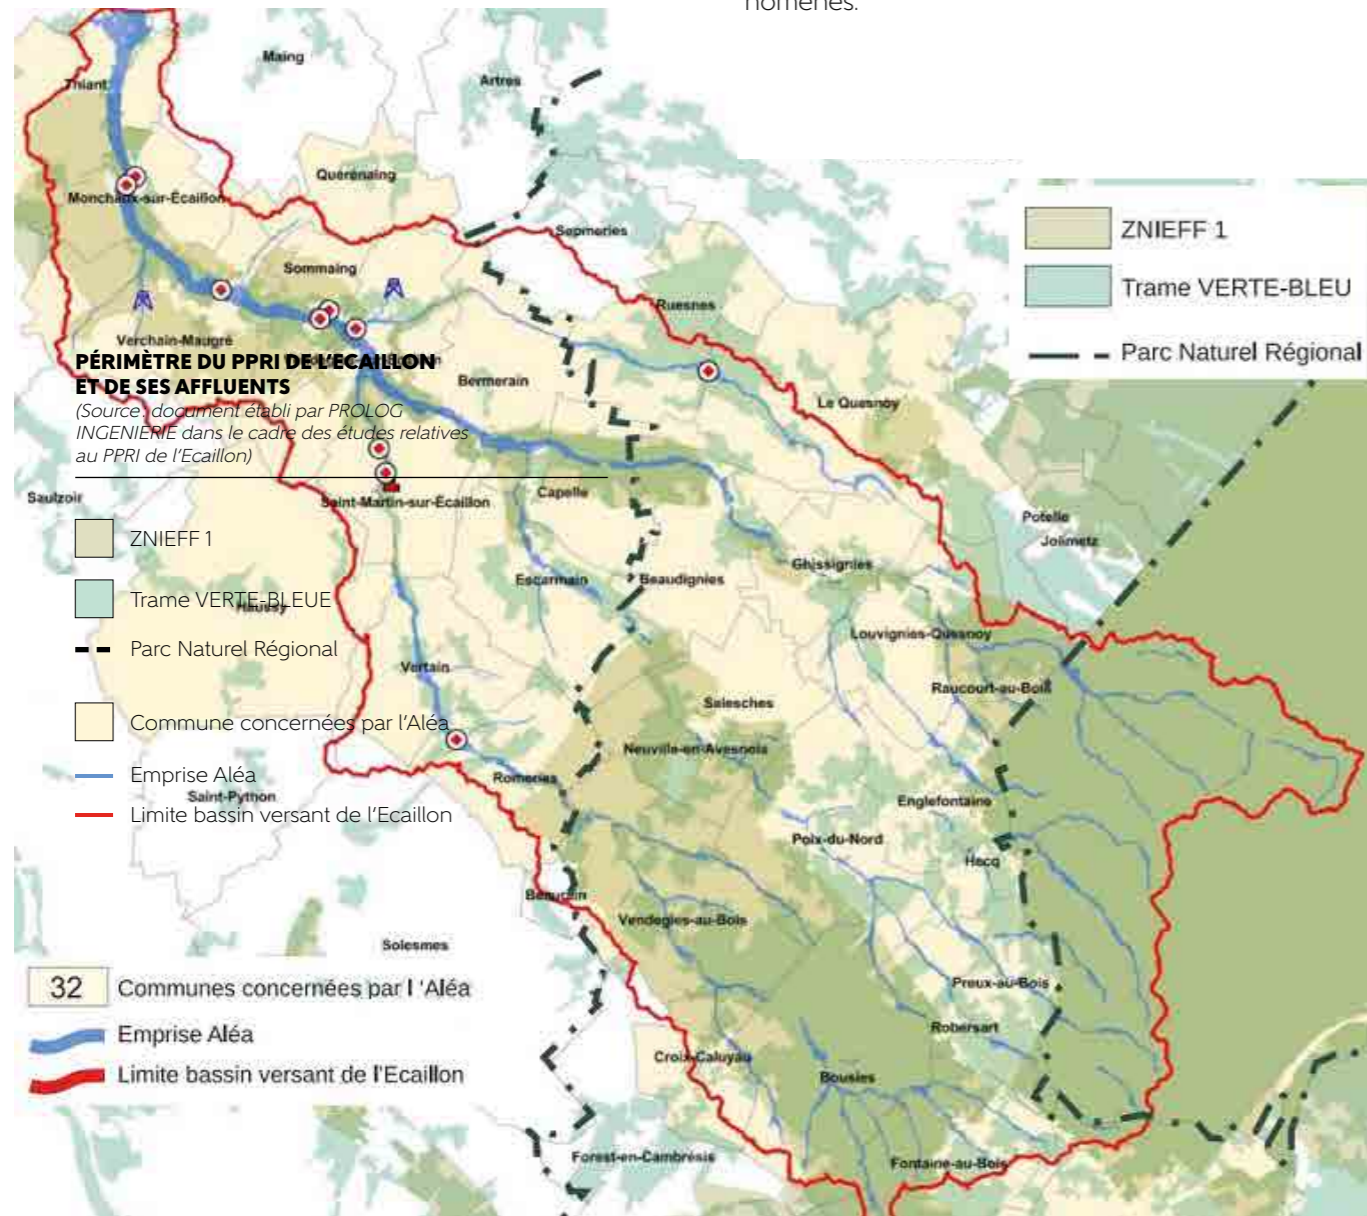 nomènes.
Maing
Thiant
Artres
Quérénaing
Monchaux-sur-Écaillon
Sepmeries
ZNIEFF 1
Sommaing
Trame VERTE-BLEU
Ruesnes
Verchain-Maugré
Parc Naturel Régional
PÉRIMÈTRE DU PPRI DE L'ECAILLON
ET DE SES AFFLUENTS
Bermerain
(Source : document établi par PROLOG
INGENIERIE dans le cadre des études relatives
au PPRI de l'Ecaillon)
Le Quesnoy
Saulzoir
Saint-Martin-sur-Écaillon
Capelle
Potelle
Jolimetz
ZNIEFF 1
Ghissignies
Escarmain
Beaudignies
Trame VERTE-BLEUE
Haussy
Louvignies-Quesnoy
Parc Naturel Régional
Vertain
Raucourt-au-Bois
Salesches
Commune concernées par l'Aléa
Neuville-en-Avesnois
Emprise Aléa
Romeries
Saint-Python
Englefontaine
Limite bassin versant de l'Ecaillon
Poix-du-Nord
Hecq
Beaurain
Vendegies-au-Bois
Solesmes
32 Communes concernées par l 'Aléa
Preux-au-Bois
Robersart
Emprise Aléa
Croix-Caluyau
Limite bassin versant de l'Ecaillon
Bousies
Forest-en-Cambrésis
Fontaine-au-Bois